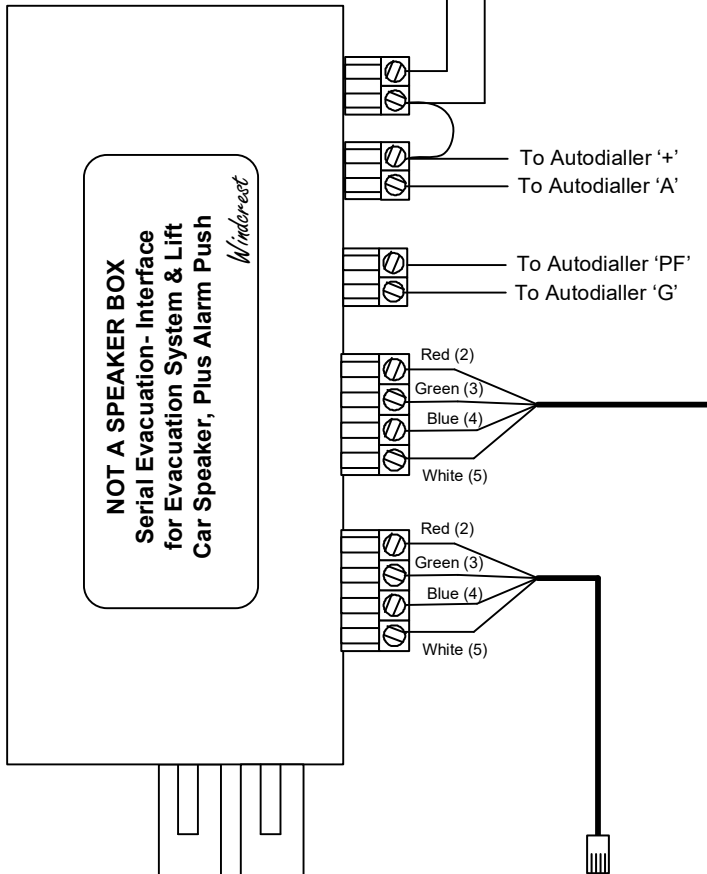 To Autodialler ‘+’
To Autodialler ‘A’
To Autodialler ‘PF’
To Autodialler ‘G’
NOT A SPEAKER BOX
Serial Evacuation- Interface
for Evacuation System & Lift
Car Speaker, Plus Alarm Push
Windcrest
Red (2)
Green (3)
Blue (4)
White (5)
Red (2)
Green (3)
Blue (4)
White (5)